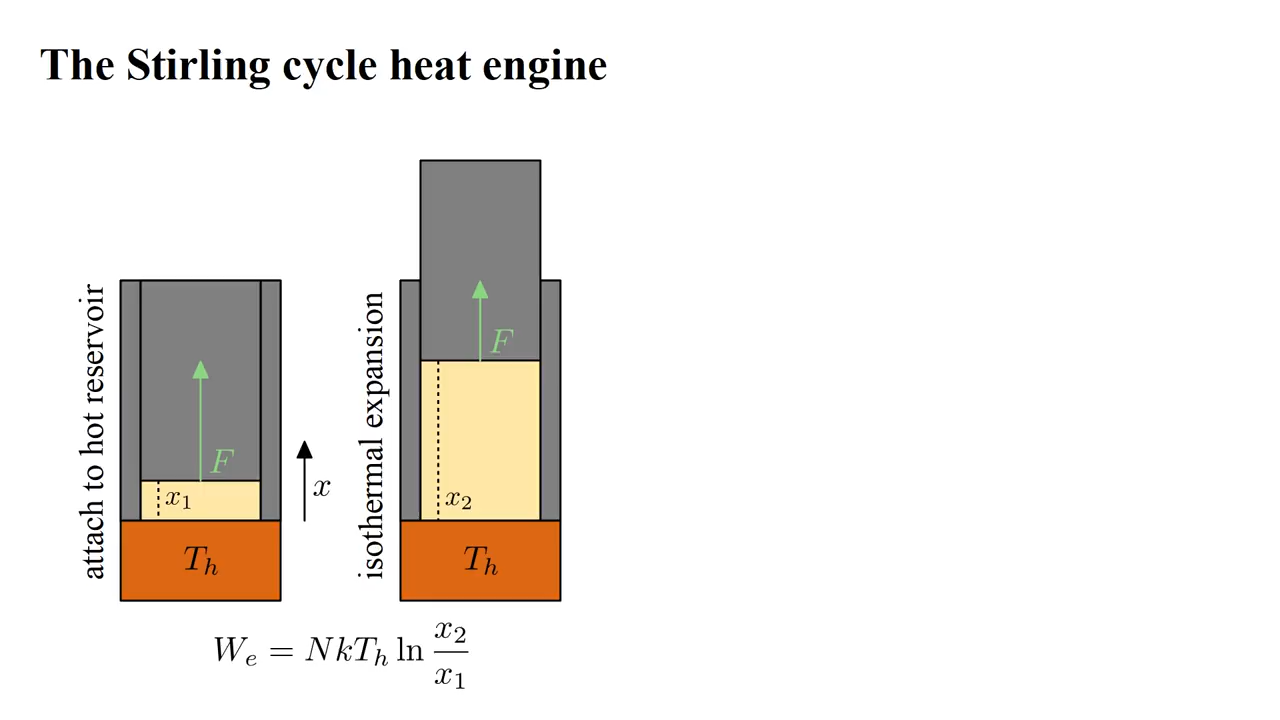 The Stirling cycle heat engine
attach to hot reservoir
F
x₁
x
Tₕ
isothermal expansion
F
x₂
Tₕ
Wₑ = NkTₕ ln x₂/x₁